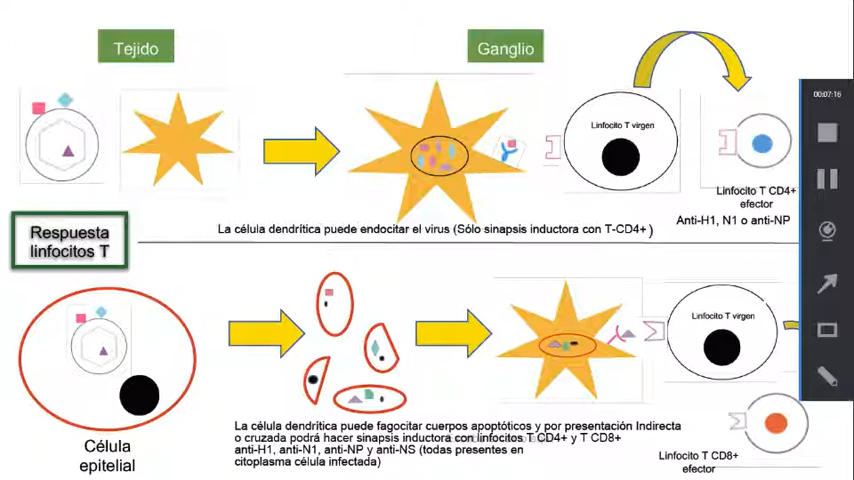 Tejido
Ganglio
00:07:16
Linfocito T virgen
Linfocito T CD4+
efector
Anti-H1, N1 o anti-NP
La célula dendrítica puede endocitar el virus (Sólo sinapsis inductora con T-CD4+ )
Respuesta
linfocitos T
Linfocito T virgen
La célula dendrítica puede fagocitar cuerpos apoptóticos y por presentación Indirecta
o cruzada podrá hacer sinapsis inductora con linfocitos T CD4+ y T CD8+
anti-H1, anti-N1, anti-NP y anti-NS (todas presentes en
citoplasma célula infectada)
Célula
epitelial
Linfocito T CD8+
efector